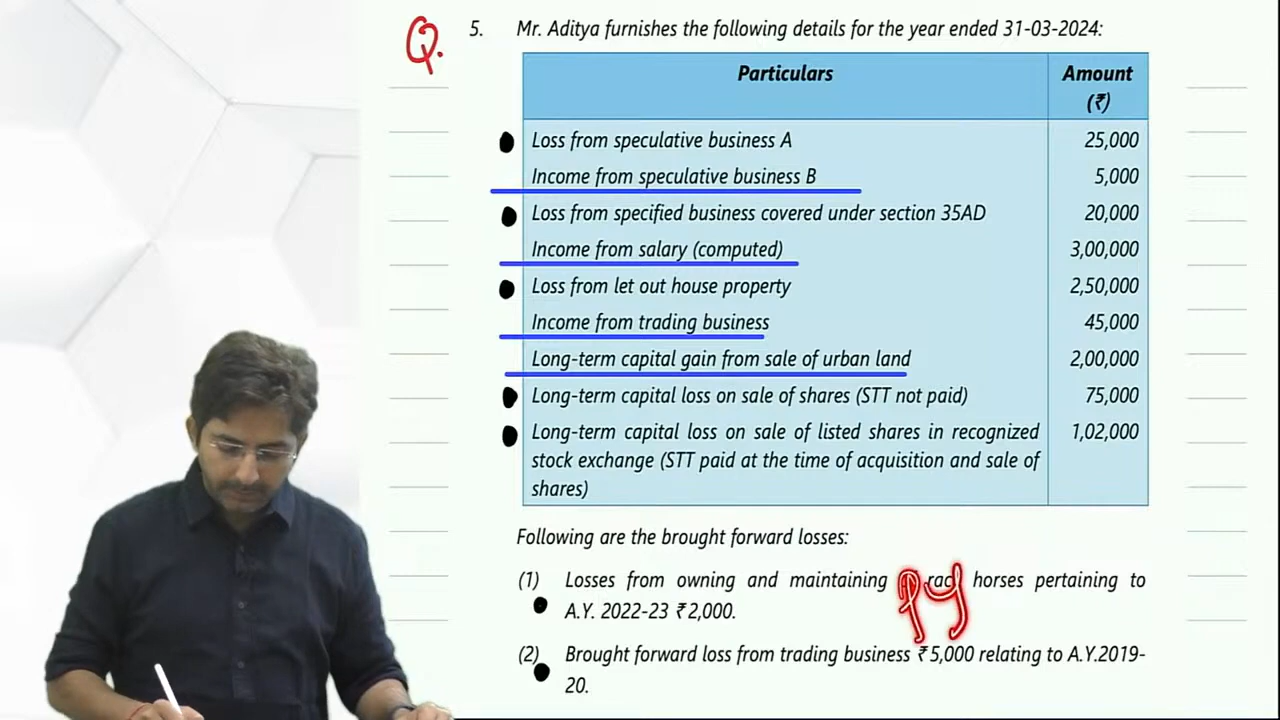 Q.
5. Mr. Aditya furnishes the following details for the year ended 31-03-2024:
Particulars Amount
(₹)
Loss from speculative business A 25,000
Income from speculative business B 5,000
Loss from specified business covered under section 35AD 20,000
Income from salary (computed) 3,00,000
Loss from let out house property 2,50,000
Income from trading business 45,000
Long-term capital gain from sale of urban land 2,00,000
Long-term capital loss on sale of shares (STT not paid) 75,000
Long-term capital loss on sale of listed shares in recognized 1,02,000
stock exchange (STT paid at the time of acquisition and sale of
shares)
Following are the brought forward losses:
(1) Losses from owning and maintaining horses pertaining to
PY
A.Y. 2022-23 ₹2,000.
(2) Brought forward loss from trading business ₹5,000 relating to A.Y.2019-
20.